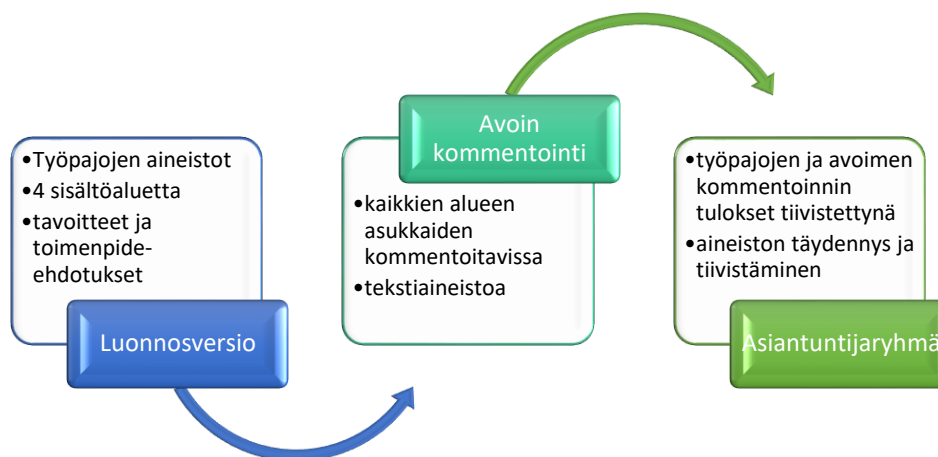 •Työpajojen aineistot
•4 sisältöaluetta
•tavoitteet ja
toimenpide-
ehdotukset
Luonnosversio
Avoin
kommentointi
•kaikkien alueen
asukkaiden
kommentoitavissa
•tekstiaineistoa
•työpajojen ja avoimen
kommentoinnin
tulokset tiivistettynä
•aineiston täydennys ja
tiivistäminen
Asiantuntijaryhmä